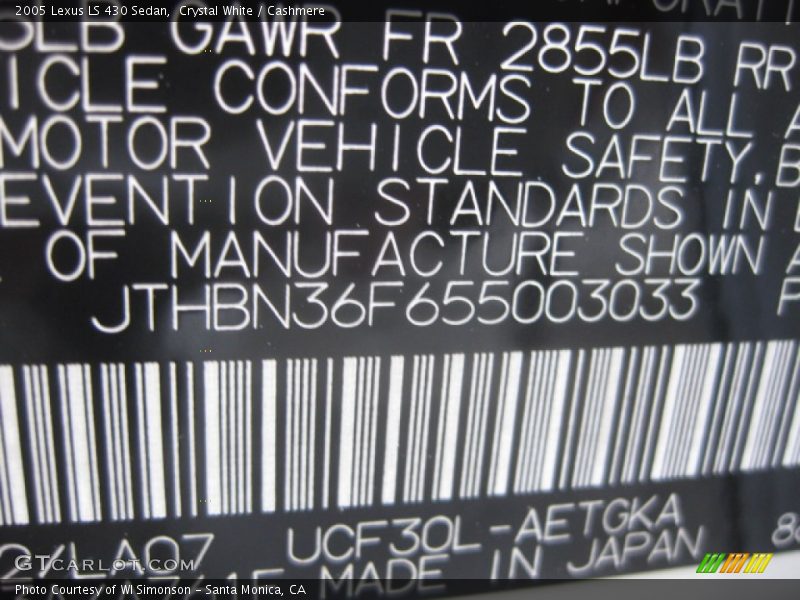 2005 Lexus LS 430 Sedan, Crystal White / Cashmere
GAWR FR 2855LB RR
ICLE CONFORMS TO ALL A
MOTOR VEHICLE SAFETY, B
EVENTION STANDARDS IN
OF MANUFACTURE SHOWN A
JTHBN36F655003033 P
/LA07 UCF30L-AETGKA
MADE IN JAPAN
GTCARLOT.COM
Photo Courtesy of WI Simonson – Santa Monica, CA